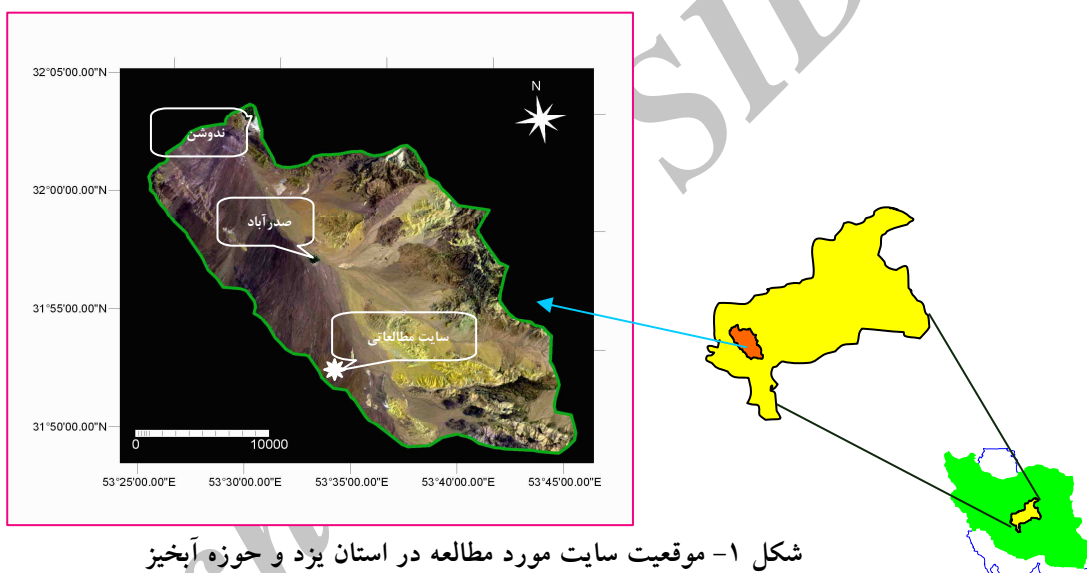 SID
32°05'00.00"N
N
ندوشن
32°00'00.00"N
صدرآباد
31°55'00.00"N
سایت مطالعاتی
31°50'00.00"N
0 10000
53°25'00.00"E 53°30'00.00"E 53°35'00.00"E 53°40'00.00"E 53°45'00.00"E
شکل ۱- موقعیت سایت مورد مطالعه در استان یزد و حوزه آبخیز